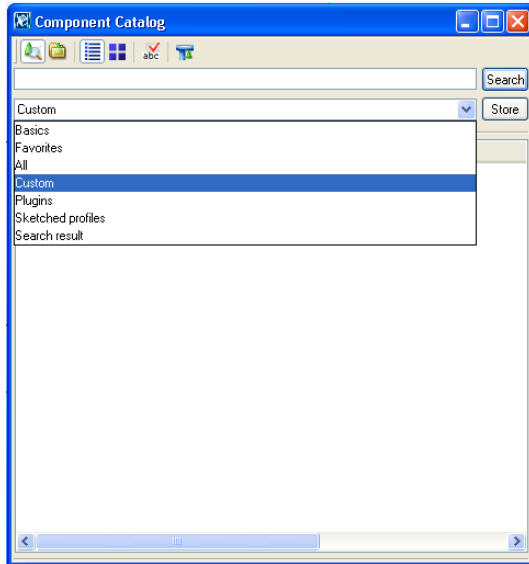 Component Catalog
abc
Search
Custom
Store
Basics
Favorites
All
Custom
Plugins
Sketched profiles
Search result